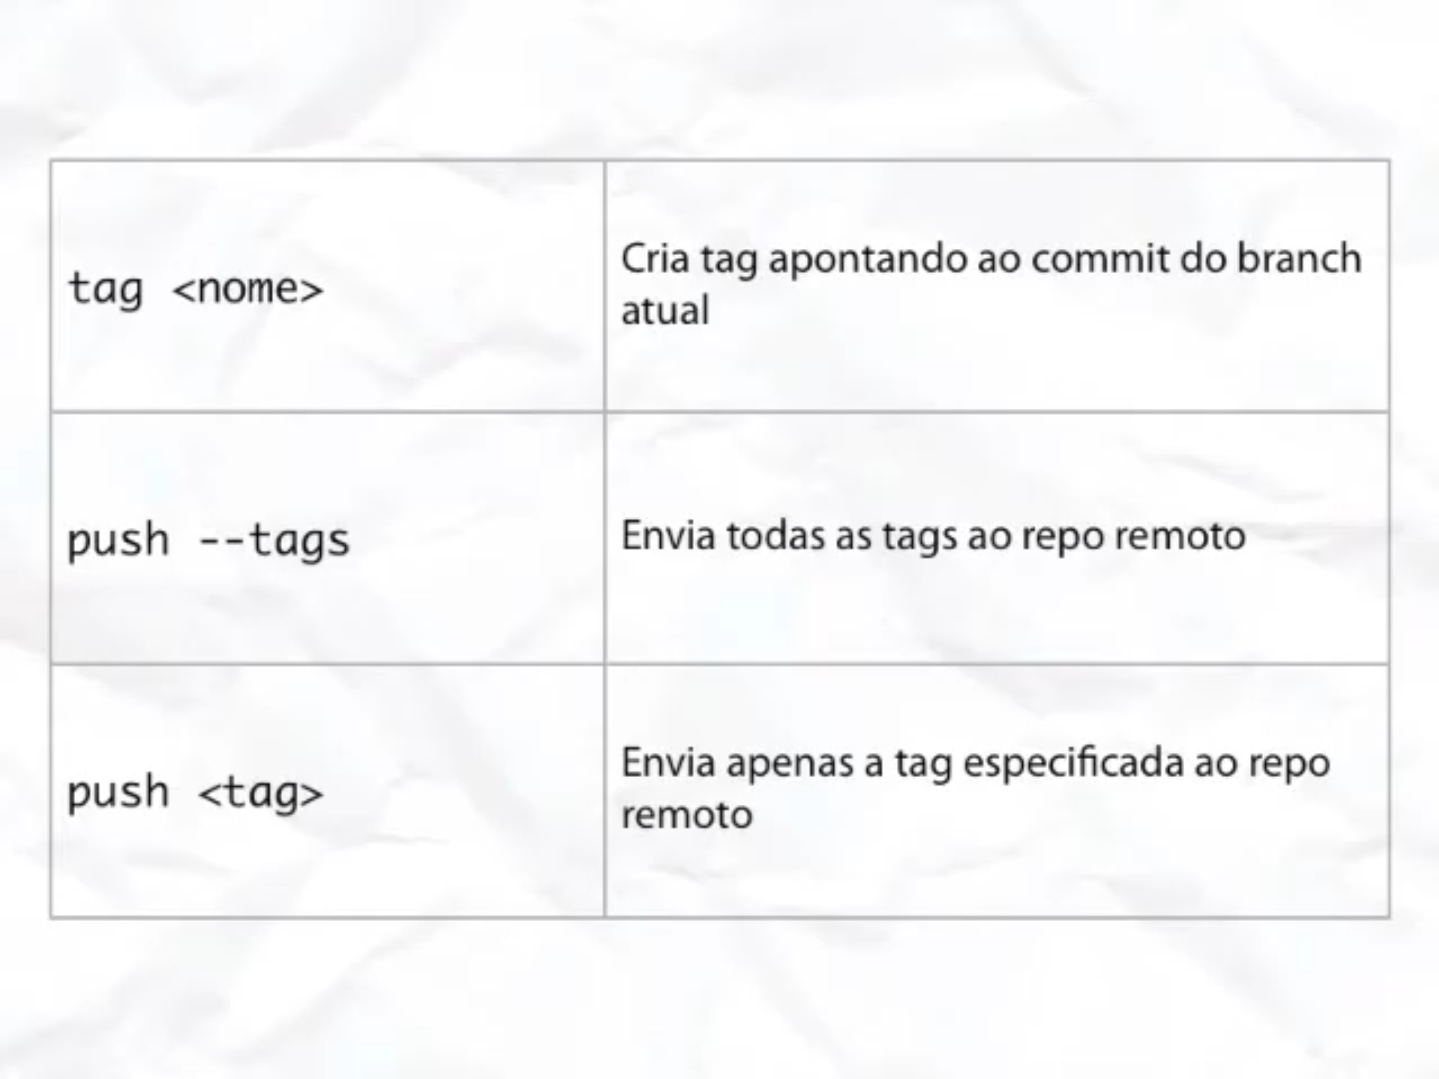 tag <nome>
Cria tag apontando ao commit do branch
atual
push --tags
Envia todas as tags ao repo remoto
push <tag>
Envia apenas a tag especificada ao repo
remoto